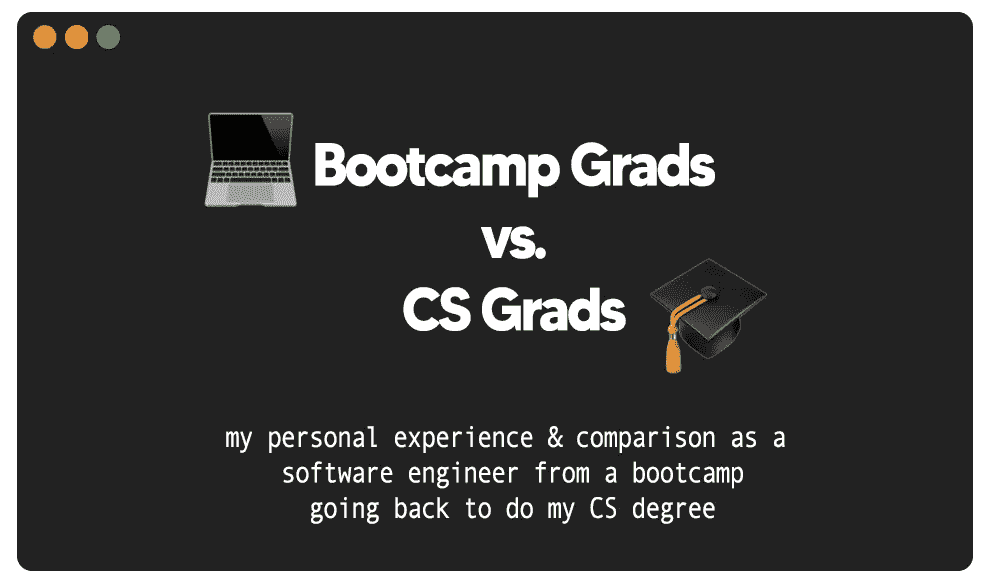 Bootcamp Grads
vs.
CS Grads
my personal experience & comparison as a
software engineer from a bootcamp
going back to do my CS degree